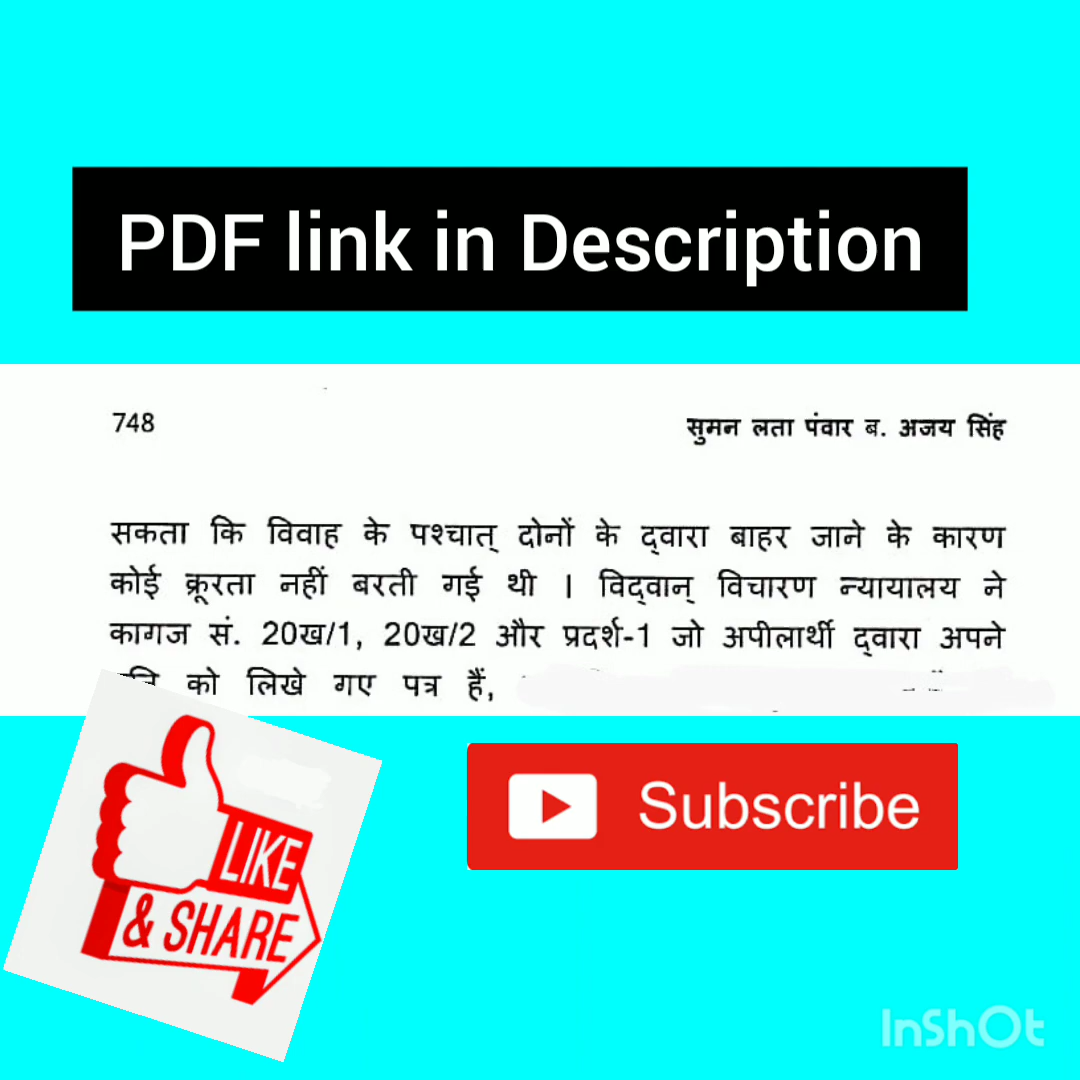 PDF link in Description
748
सुमन लता पंवार ब. अजय सिंह
सकता कि विवाह के पश्चात् दोनों के द्वारा बाहर जाने के कारण
कोई क्रूरता नहीं बरती गई थी । विद्वान् विचारण न्यायालय ने
कागज सं. 20ख/1, 20ख/2 और प्रदर्श-1 जो अपीलार्थी द्वारा अपने
को लिखे गए पत्र हैं,
LIKE
& SHARE
Subscribe
InShOt